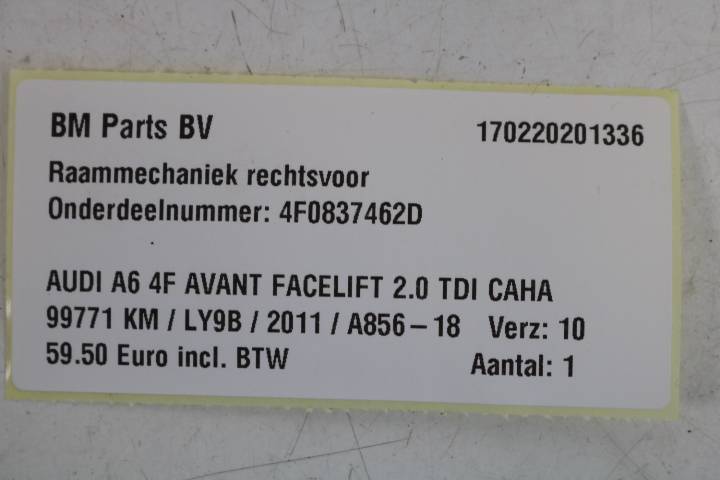 BM Parts BV 170220201336
Raammechaniek rechtsvoor
Onderdeelnummer: 4F0837462D
AUDI A6 4F AVANT FACELIFT 2.0 TDI CAHA
99771 KM / LY9B / 2011 / A856-18 Verz: 10
59.50 Euro incl. BTW Aantal: 1